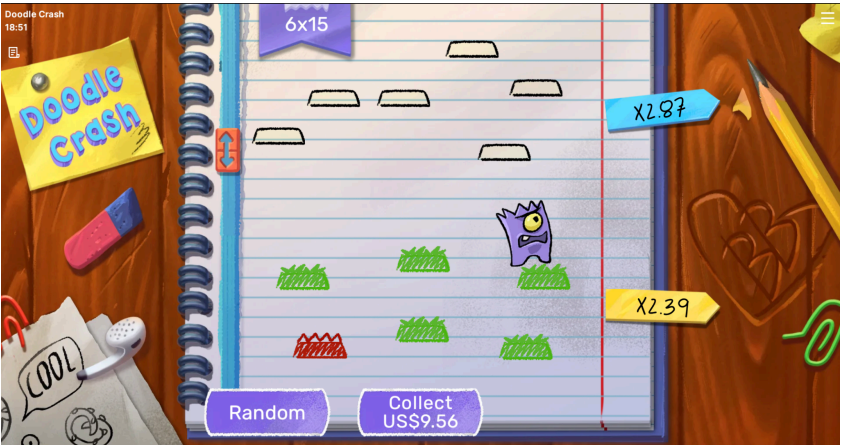 Doodle Crash
18:51
6x15
Doodle
Crash
X2.87
X2.39
COOL
Random
Collect
US$9.56